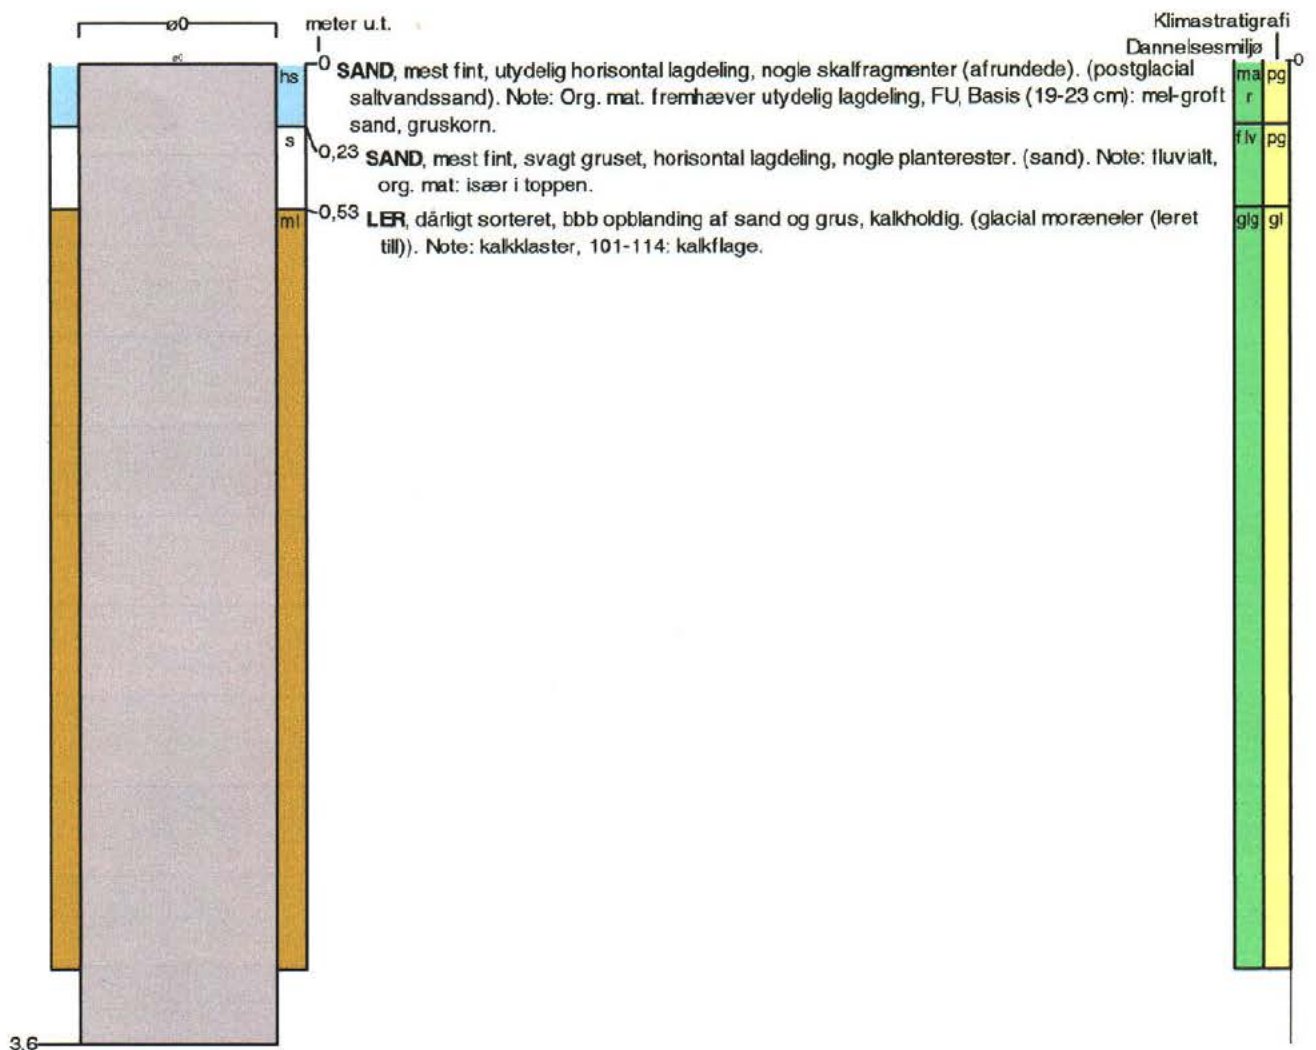 ø0
meter u.t.
Klimastratigrafi
Dannelsesmiljø
ø0
0
hs
SAND, mest fint, utydelig horisontal lagdeling, nogle skalfragmenter (afrundede). (postglacial
saltvandssand). Note: Org. mat. fremhæver utydelig lagdeling, FU, Basis (19-23 cm): mel-groft
sand, gruskorn.
0
ma pg
r
s
0,23
SAND, mest fint, svagt gruset, horisontal lagdeling, nogle planterester. (sand). Note: fluvialt,
org. mat: især i toppen.
flv pg
0,53
ml
LER, dårligt sorteret, bbb opblanding af sand og grus, kalkholdig. (glacial moræneler (leret
till)). Note: kalkklaster, 101-114: kalkflage.
glg gl
3,6